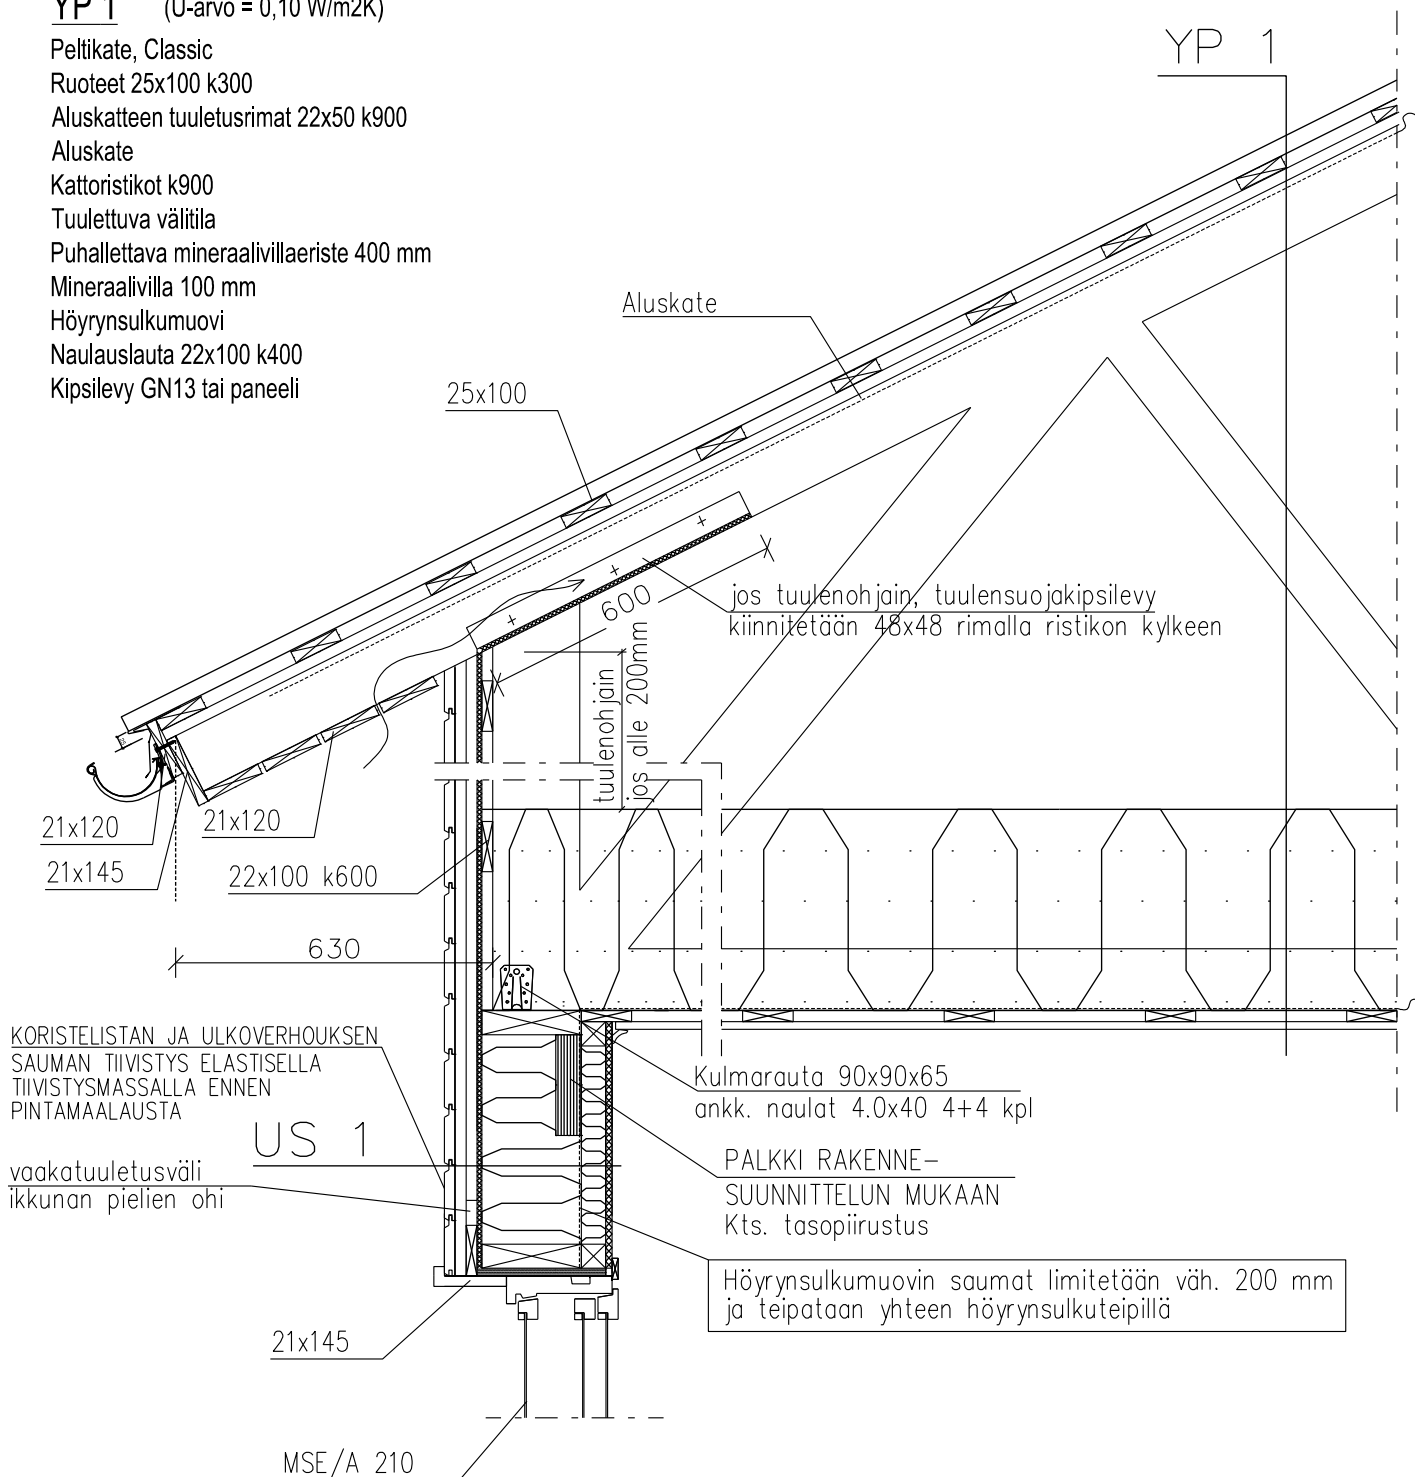 YP 1 (U-arvo = 0,10 W/m2K)
Peltikate, Classic
Ruoteet 25x100 k300
Aluskatteen tuuletusrimat 22x50 k900
Aluskate
Kattoristikot k900
Tuulettuva välitila
Puhallettava mineraalivillaeriste 400 mm
Mineraalivilla 100 mm
Höyrynsulkumuovi
Naulauslauta 22x100 k400
Kipsilevy GN13 tai paneeli
YP 1
Aluskate
25x100
600
jos tuulenohjain, tuulensuojakipsilevy
kiinnitetään 48x48 rimalla ristikon kylkeen
tuulenohjain
jos alle 200mm
21x120
21x120
21x145
22x100 k600
630
KORISTELISTAN JA ULKOVERHOUKSEN
SAUMAN TIIVISTYS ELASTISELLA
TIIVISTYSMASSALLA ENNEN
PINTAMAALAUSTA
Kulmarauta 90x90x65
ankk. naulat 4.0x40 4+4 kpl
US 1
vaakatuuletusväli
ikkunan pielien ohi
PALKKI RAKENNE-
SUUNNITTELUN MUKAAN
Kts. tasopiirustus
Höyrynsulkumuovin saumat limitetään väh. 200 mm
ja teipataan yhteen höyrynsulkuteipillä
21x145
MSE/A 210